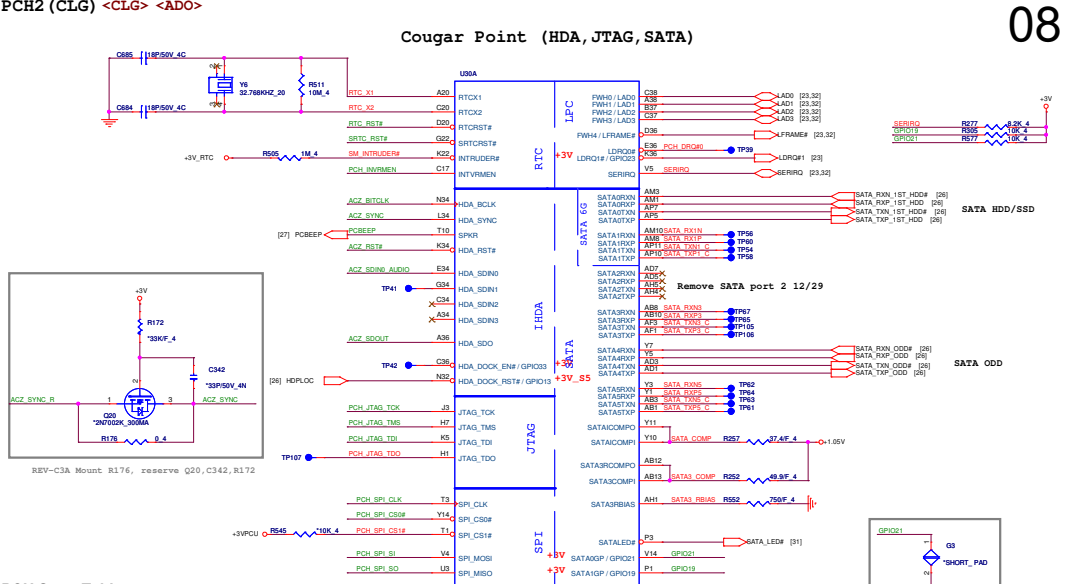 PCH2(CLG) <CLG> <ADO>
08
Cougar Point (HDA,JTAG,SATA)
C685 18P/50V_4C
Y6
32.768KHZ_20
R511
10M_4
C684 18P/50V_4C
U30A
RTC_X1 A20 RTCX1
RTC_X2 C20 RTCX2
RTC_RST# D20 RTCRST#
SRTC_RST# G22 SRTCRST#
+3V_RTC R505 1M_4 SM_INTRUDER# K22 INTRUDER#
PCH_INVRMEN C17 INTVRMEN
RTC
LPC
FWH0 / LAD0 C38 LAD0 [23,32]
FWH1 / LAD1 A38 LAD1 [23,32]
FWH2 / LAD2 B37 LAD2 [23,32]
FWH3 / LAD3 C37 LAD3 [23,32]
FWH4 / LFRAME# D36 LFRAME# [23,32]
LDRQ0# E36 PCH_DRQ#0 TP39
+3V LDRQ1# / GPIO23 K36 LDRQ#1 [23]
SERIRQ V5 SERIRQ SERIRQ [23,32]
+3V
SERIRQ R277 8.2K_4
GPIO19 R305 10K_4
GPIO21 R577 10K_4
ACZ_BITCLK N34 HDA_BCLK
ACZ_SYNC L34 HDA_SYNC
[27] PCBEEP PCBEEP T10 SPKR
ACZ_RST# K34 HDA_RST#
ACZ_SDIN0_AUDIO E34 HDA_SDIN0
TP41 G34 HDA_SDIN1
C34 HDA_SDIN2
A34 HDA_SDIN3
ACZ_SDOUT A36 HDA_SDO
TP42 C36 HDA_DOCK_EN# / GPIO33 +3V
[26] HDPLOC N32 HDA_DOCK_RST# / GPIO13 +3V_S5
IHDA
SATA 6G
SATA
SATA0RXN AM3 SATA_RXN_1ST_HDD# [26]
SATA0RXP AM1 SATA_RXP_1ST_HDD [26]
SATA0TXN AP7 SATA_TXN_1ST_HDD# [26]
SATA0TXP AP5 SATA_TXP_1ST_HDD [26]
SATA HDD/SSD
SATA1RXN AM10 SATA_RX1N TP56
SATA1RXP AM8 SATA_RX1P TP60
SATA1TXN AP11 SATA_TXN1_C TP54
SATA1TXP AP10 SATA_TXP1_C TP58
SATA2RXN AD7
SATA2RXP AD5
SATA2TXN AH5
SATA2TXP AH4
Remove SATA port 2 12/29
SATA3RXN AB8 SATA_RXN3 TP67
SATA3RXP AB10 SATA_RXP3 TP65
SATA3TXN AF3 SATA_TXN3_C TP105
SATA3TXP AF1 SATA_TXP3_C TP106
SATA4RXN Y7 SATA_RXN_ODD# [26]
SATA4RXP Y5 SATA_RXP_ODD [26]
SATA4TXN AD3 SATA_TXN_ODD# [26]
SATA4TXP AD1 SATA_TXP_ODD [26]
SATA ODD
SATA5RXN Y3 SATA_RXN5 TP62
SATA5RXP Y1 SATA_RXP5 TP64
SATA5TXN AB3 SATA_TXN5_C TP63
SATA5TXP AB1 SATA_TXP5_C TP61
+3V
R172
*33K/F_4
C342
*33P/50V_4N
2
ACZ_SYNC_R 1 3 ACZ_SYNC
Q20
*2N7002K_300MA
R176 0_4
REV-C3A Mount R176, reserve Q20,C342,R172
PCH_JTAG_TCK J3 JTAG_TCK
PCH_JTAG_TMS H7 JTAG_TMS
PCH_JTAG_TDI K5 JTAG_TDI
TP107 PCH_JTAG_TDO H1 JTAG_TDO
JTAG
SATAICOMPO Y11
SATAICOMPI Y10 SATA_COMP R257 37.4/F_4 +1.05V
SATA3RCOMPO AB12
SATA3COMPI AB13 SATA3_COMP R252 49.9/F_4
SATA3RBIAS AH1 SATA3_RBIAS R552 750/F_4
PCH_SPI_CLK T3 SPI_CLK
PCH_SPI_CS0# Y14 SPI_CS0#
+3VPCU R545 *10K_4 PCH_SPI_CS1# T1 SPI_CS1#
PCH_SPI_SI V4 SPI_MOSI
PCH_SPI_SO U3 SPI_MISO
SPI
SATALED# P3 SATA_LED# [31]
+3V SATA0GP / GPIO21 V14 GPIO21
+3V SATA1GP / GPIO19 P1 GPIO19
GPIO21
1
G3
*SHORT_PAD
2